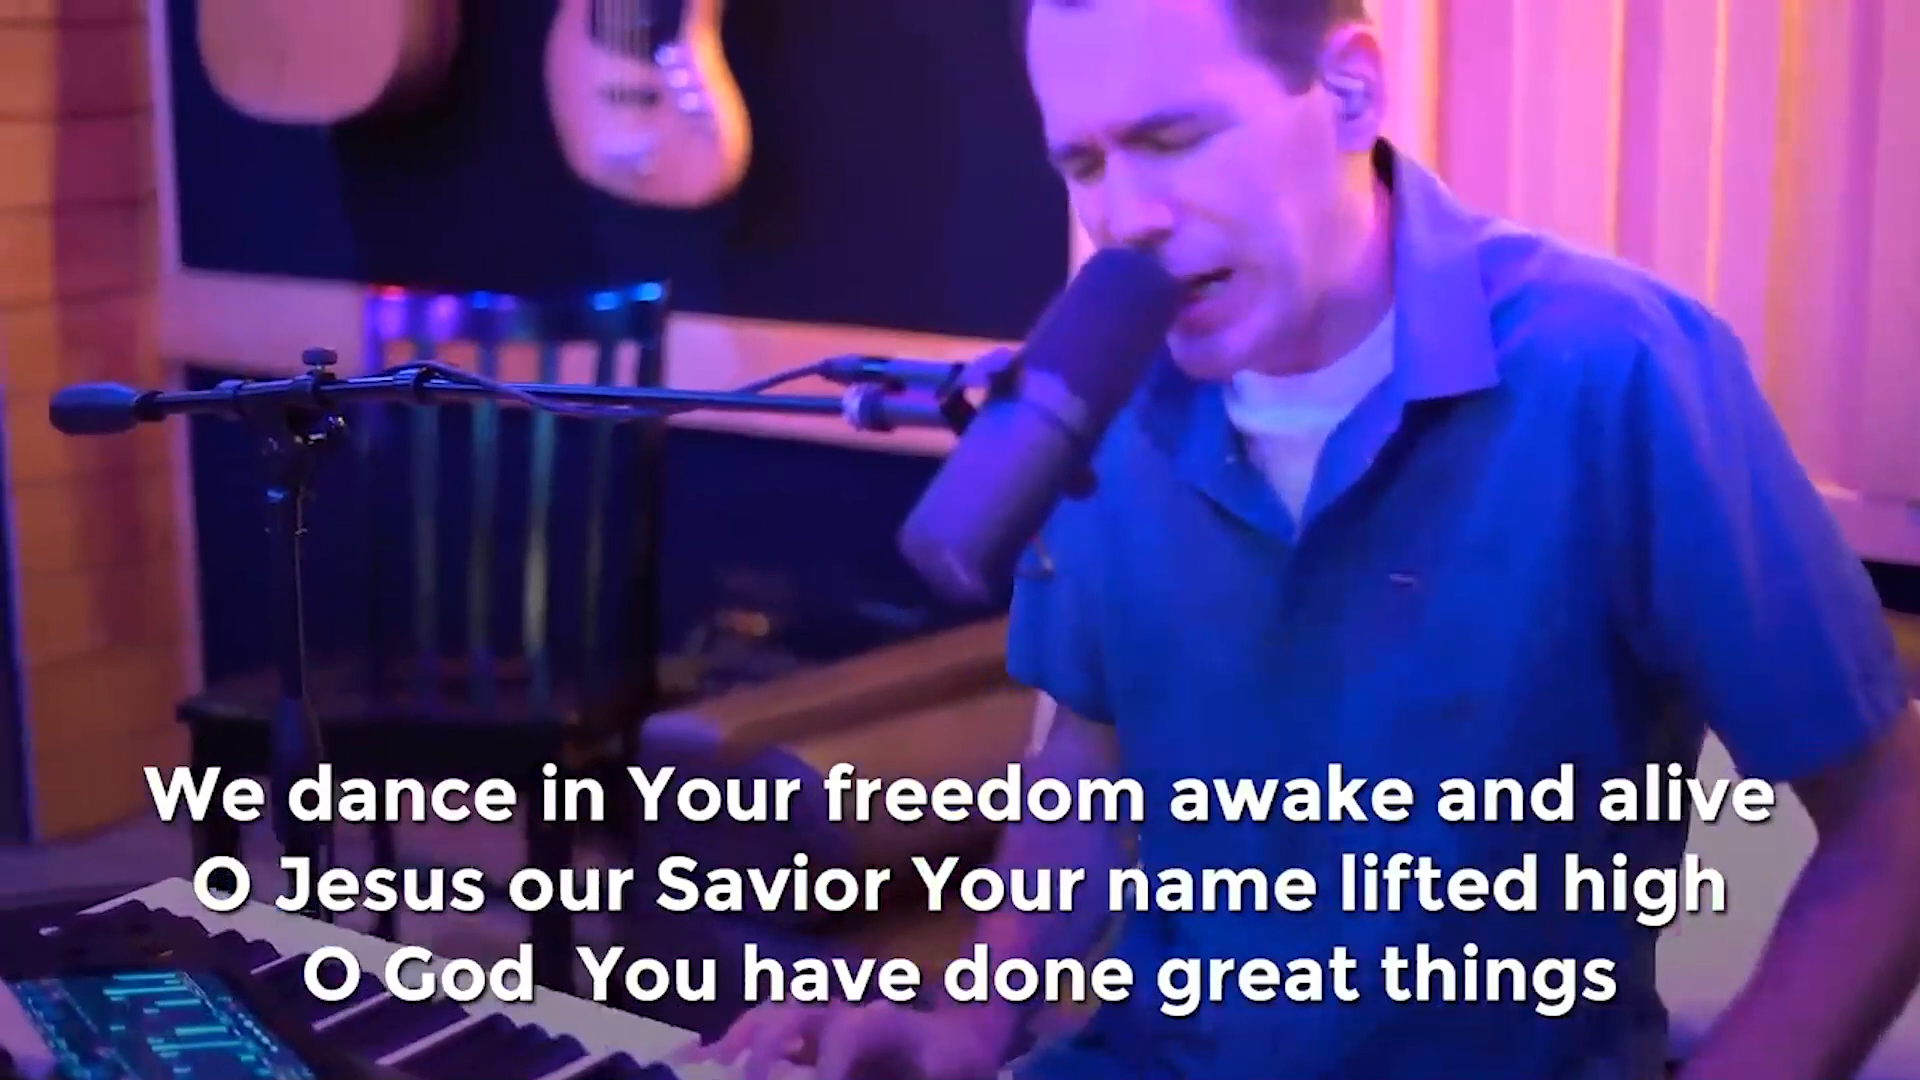 We dance in Your freedom awake and alive
O Jesus our Savior Your name lifted high
O God You have done great things